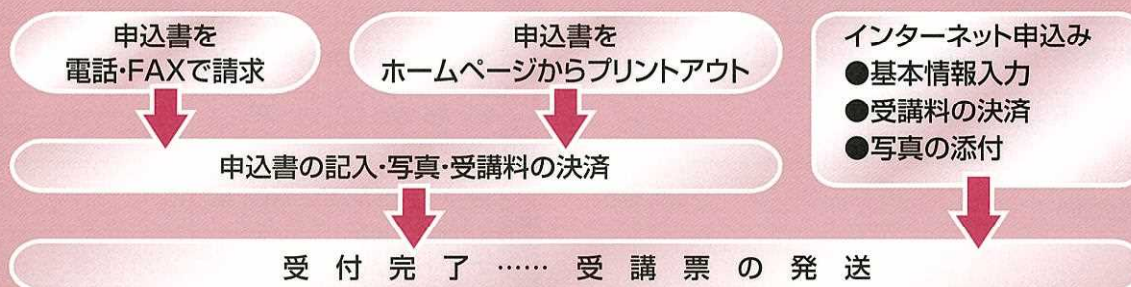 申込書を
電話・FAXで請求
申込書を
ホームページからプリントアウト
申込書の記入・写真・受講料の決済
インターネット申込み
●基本情報入力
●受講料の決済
●写真の添付
受付完了……受講票の発送